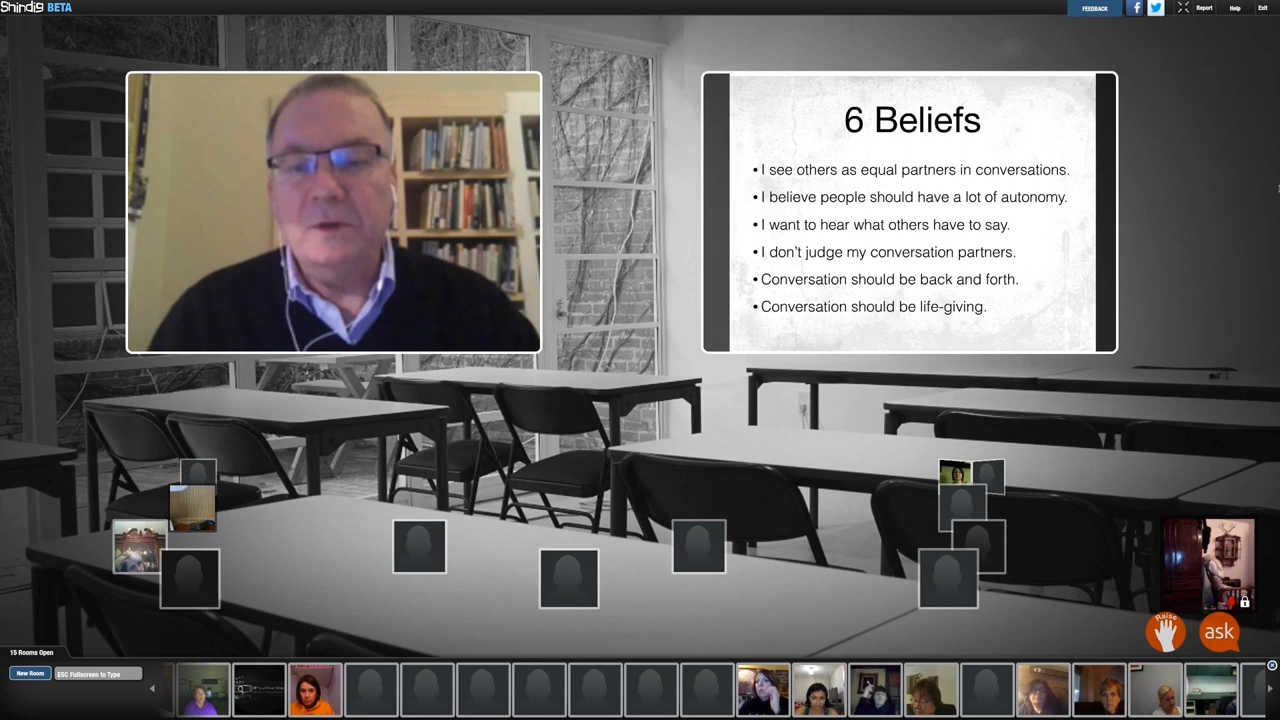 Shindig BETA
FEEDBACK
Report
Help
Exit
6 Beliefs
• I see others as equal partners in conversations.
• I believe people should have a lot of autonomy.
• I want to hear what others have to say.
• I don't judge my conversation partners.
• Conversation should be back and forth.
• Conversation should be life-giving.
Raise
ask
15 Rooms Open
New Room
ESC Fullscreen to Type